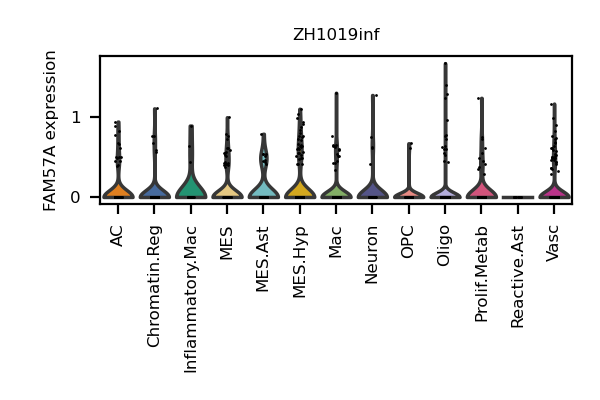 ZH1019inf
FAM57A expression
1
0
AC
Chromatin.Reg
Inflammatory.Mac
MES
MES.Ast
MES.Hyp
Mac
Neuron
OPC
Oligo
Prolif.Metab
Reactive.Ast
Vasc